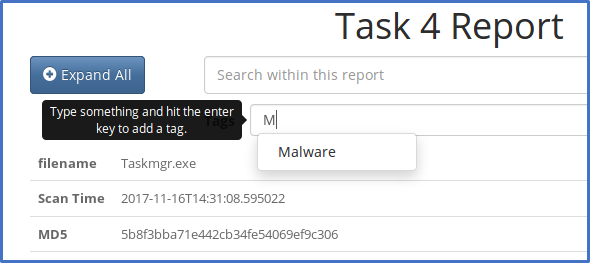 Task 4 Report
Expand All
Search within this report
Type something and hit the enter
key to add a tag.
Tags
M
Malware
filename Taskmgr.exe
Scan Time 2017-11-16T14:31:08.595022
MD5 5b8f3bba71e442cb34fe54069ef9c306